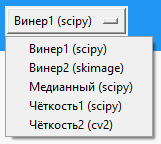 Винер1 (scipy)
Винер1 (scipy)
Винер2 (skimage)
Медианный (scipy)
Чёткость1 (scipy)
Чёткость2 (cv2)